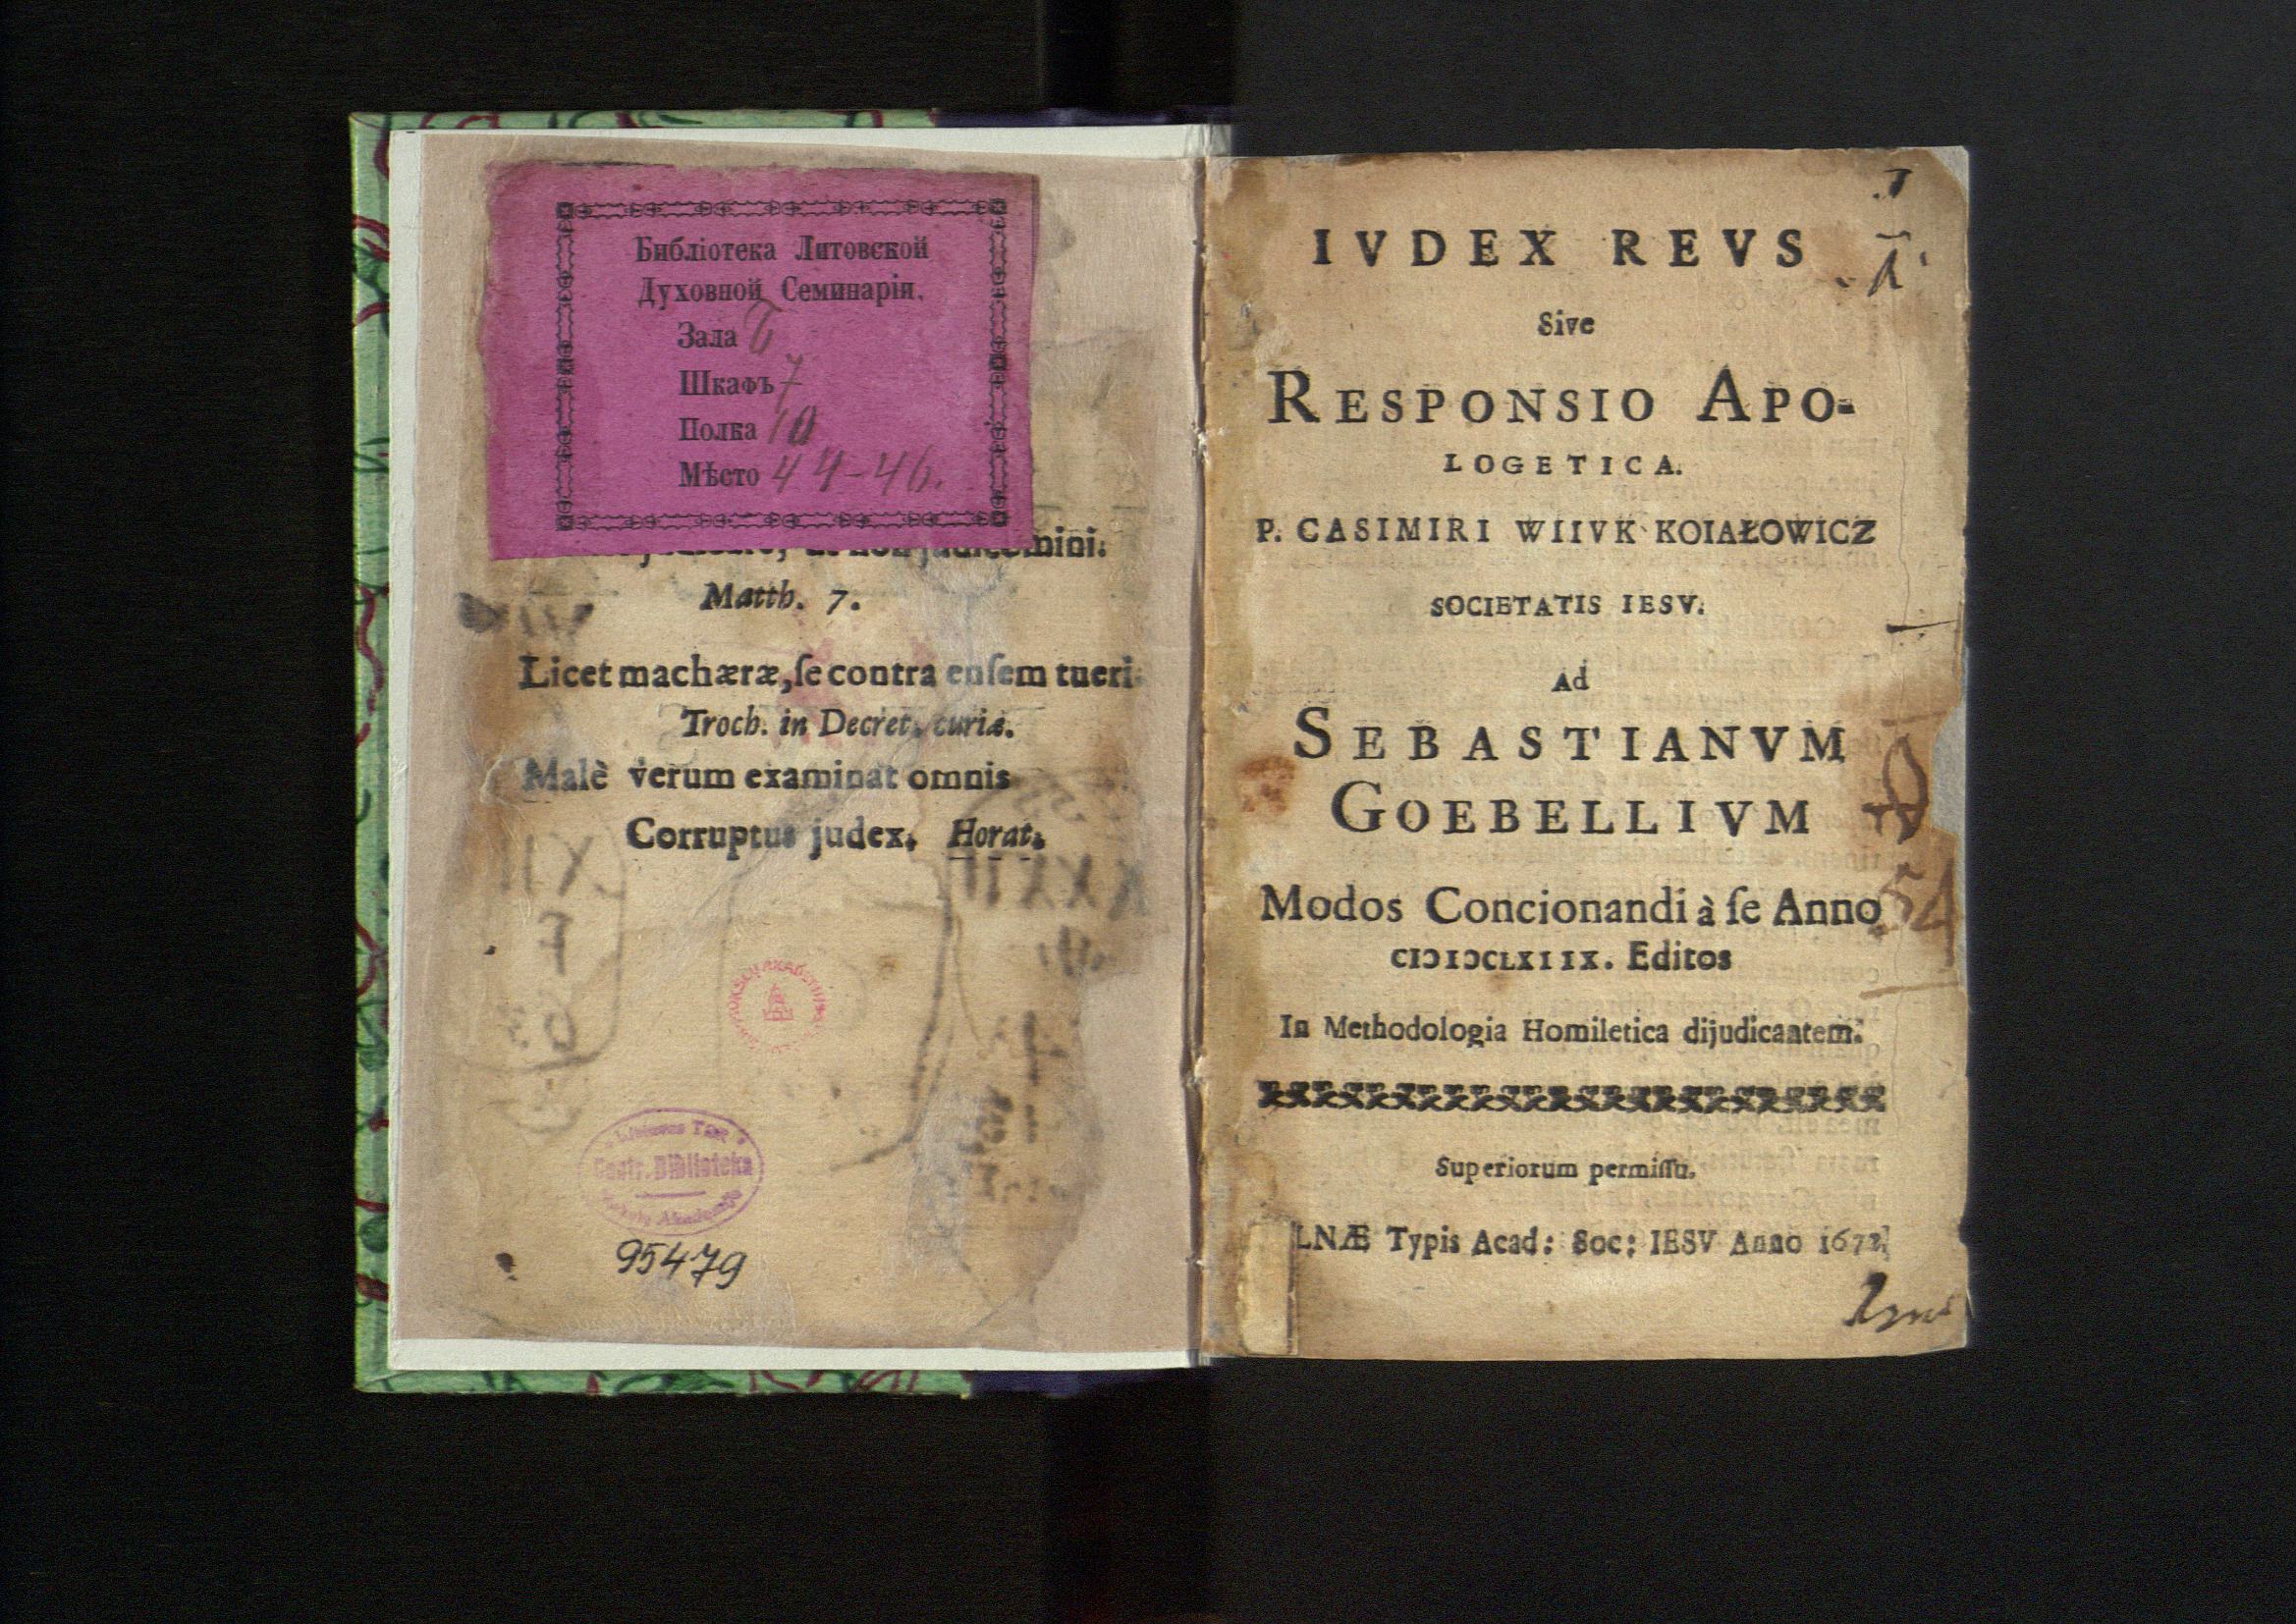 Библіотека Литовской
Духовной Семинаріи.
Зала
Шкафъ 7
Полка 10
Мѣсто 44-46.
Matth. 7.
Licet machæræ, ſe contra enſem tueri.
Troch. in Decret. curiæ.
Malè verum examinat omnis
Corruptus judex. Horat.
Centr. Biblioteka
95479
IVDEX REVS
Sive
RESPONSIO APO-
LOGETICA.
P. CASIMIRI WIIVK KOIAŁOWICZ
SOCIETATIS IESV.
Ad
SEBASTIANVM
GOEBELLIVM
Modos Concionandi à ſe Anno
CIↃIↃCLXIIX. Editos
In Methodologia Homiletica dijudicantem.
Superiorum permiſſu.
LNÆ Typis Acad: Soc: IESV Anno
54